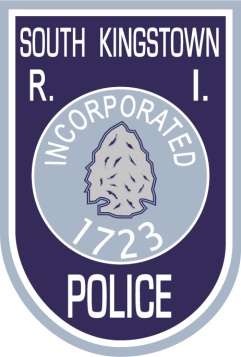 SOUTH KINGSTOWN
R. I.
INCORPORATED
1723
POLICE